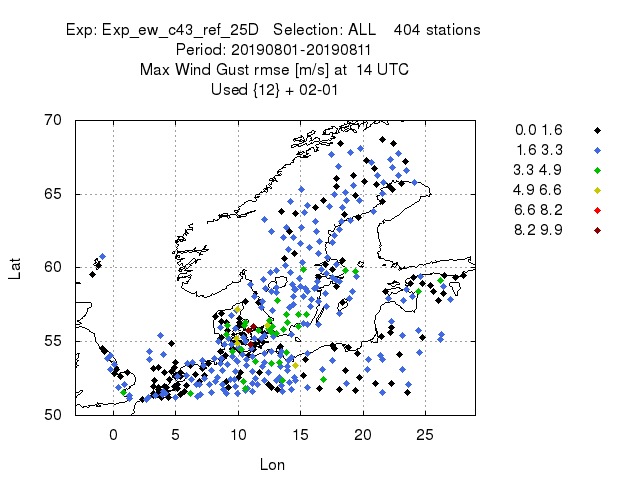 Exp: Exp_ew_c43_ref_25D   Selection: ALL    404 stations
Period: 20190801-20190811
Max Wind Gust rmse [m/s] at  14 UTC
Used {12} + 02-01
70
65
60
55
50
0
5
10
15
20
25
Lat
Lon
0.0 1.6
1.6 3.3
3.3 4.9
4.9 6.6
6.6 8.2
8.2 9.9